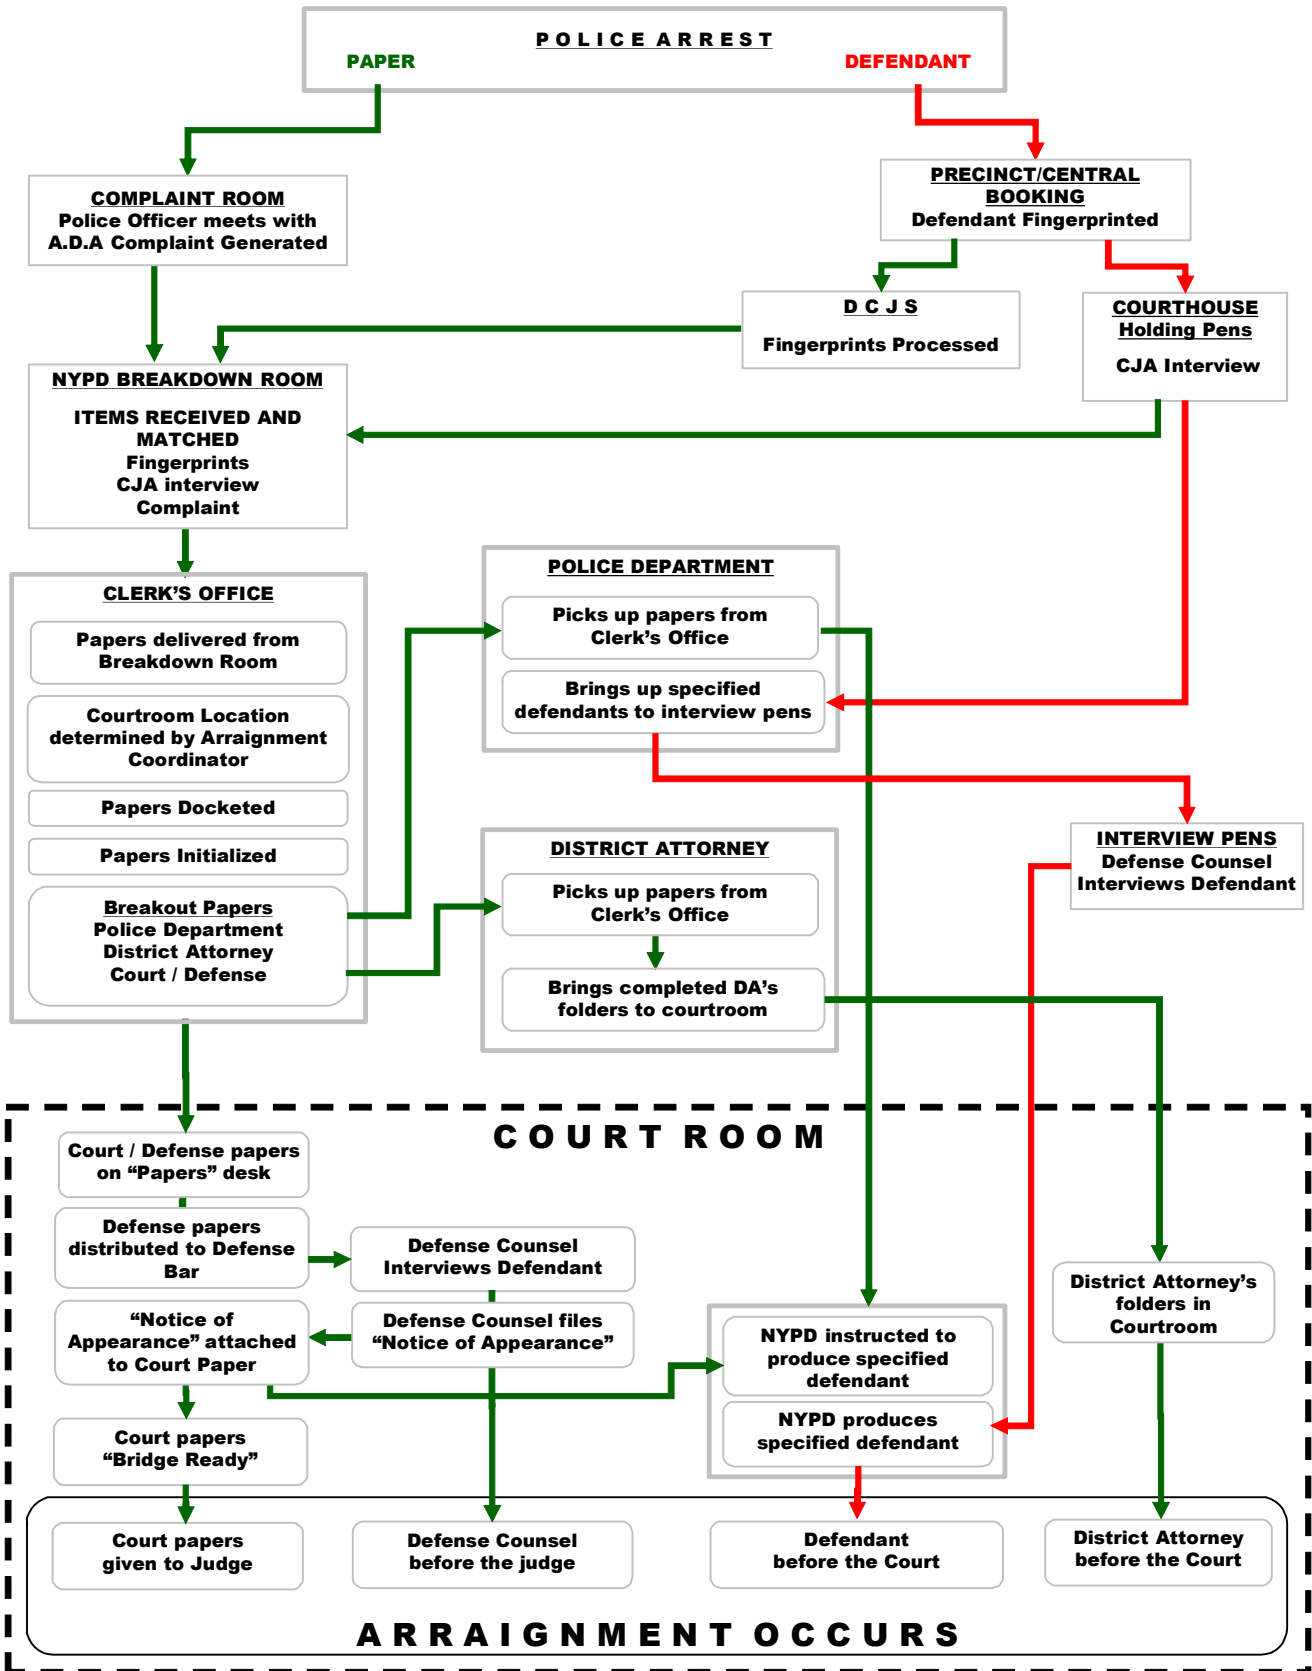 POLICE ARREST
PAPER
DEFENDANT
COMPLAINT ROOM
Police Officer meets with
A.D.A Complaint Generated
PRECINCT/CENTRAL
BOOKING
Defendant Fingerprinted
D C J S
Fingerprints Processed
COURTHOUSE
Holding Pens
CJA Interview
NYPD BREAKDOWN ROOM
ITEMS RECEIVED AND
MATCHED
Fingerprints
CJA interview
Complaint
CLERK'S OFFICE
Papers delivered from
Breakdown Room
Courtroom Location
determined by Arraignment
Coordinator
Papers Docketed
Papers Initialized
Breakout Papers
Police Department
District Attorney
Court / Defense
POLICE DEPARTMENT
Picks up papers from
Clerk's Office
Brings up specified
defendants to interview pens
DISTRICT ATTORNEY
Picks up papers from
Clerk's Office
Brings completed DA's
folders to courtroom
INTERVIEW PENS
Defense Counsel
Interviews Defendant
COURT ROOM
Court / Defense papers
on “Papers” desk
Defense papers
distributed to Defense
Bar
Defense Counsel
Interviews Defendant
“Notice of
Appearance” attached
to Court Paper
Defense Counsel files
“Notice of Appearance”
NYPD instructed to
produce specified
defendant
NYPD produces
specified defendant
District Attorney's
folders in
Courtroom
Court papers
“Bridge Ready”
Court papers
given to Judge
Defense Counsel
before the judge
Defendant
before the Court
District Attorney
before the Court
ARRAIGNMENT OCCURS